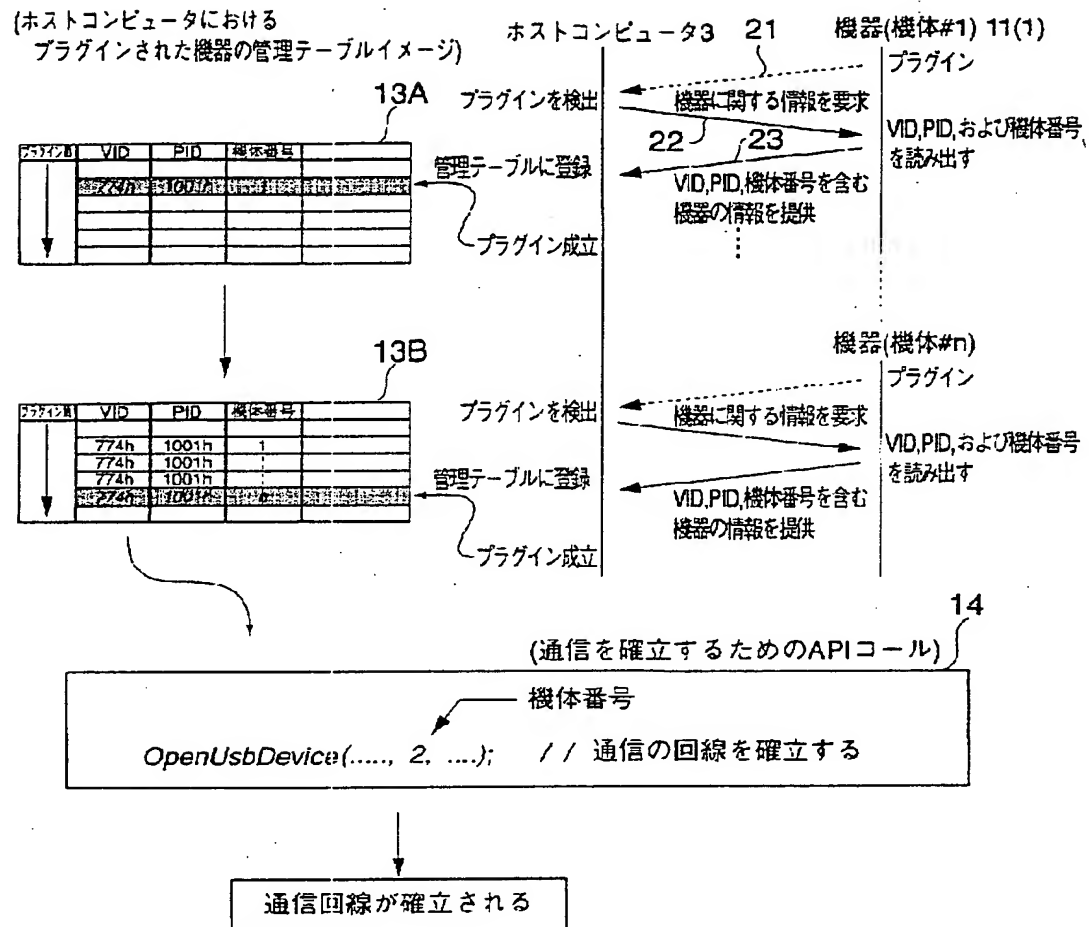 (ホストコンピュータにおける
プラグインされた機器の管理テーブルイメージ)
ホストコンピュータ3
21
機器(機体#1) 11(1)
プラグイン
13A
プラグインを検出
機器に関する情報を要求
22
23
VID,PID,および機体番号
を読み出す
VID PID 機体番号
774h 1001h 1
管理テーブルに登録
VID,PID,機体番号を含む
機器の情報を提供
プラグイン成立
機器(機体#n)
プラグイン
13B
プラグインを検出
機器に関する情報を要求
VID,PID,および機体番号
を読み出す
プラグイン順 VID PID 機体番号
774h 1001h 1
774h 1001h
774h 1001h
774h 1001h
管理テーブルに登録
VID,PID,機体番号を含む
機器の情報を提供
プラグイン成立
14
(通信を確立するためのAPIコール)
機体番号
OpenUsbDevice(....., 2, ....); // 通信の回線を確立する
通信回線が確立される